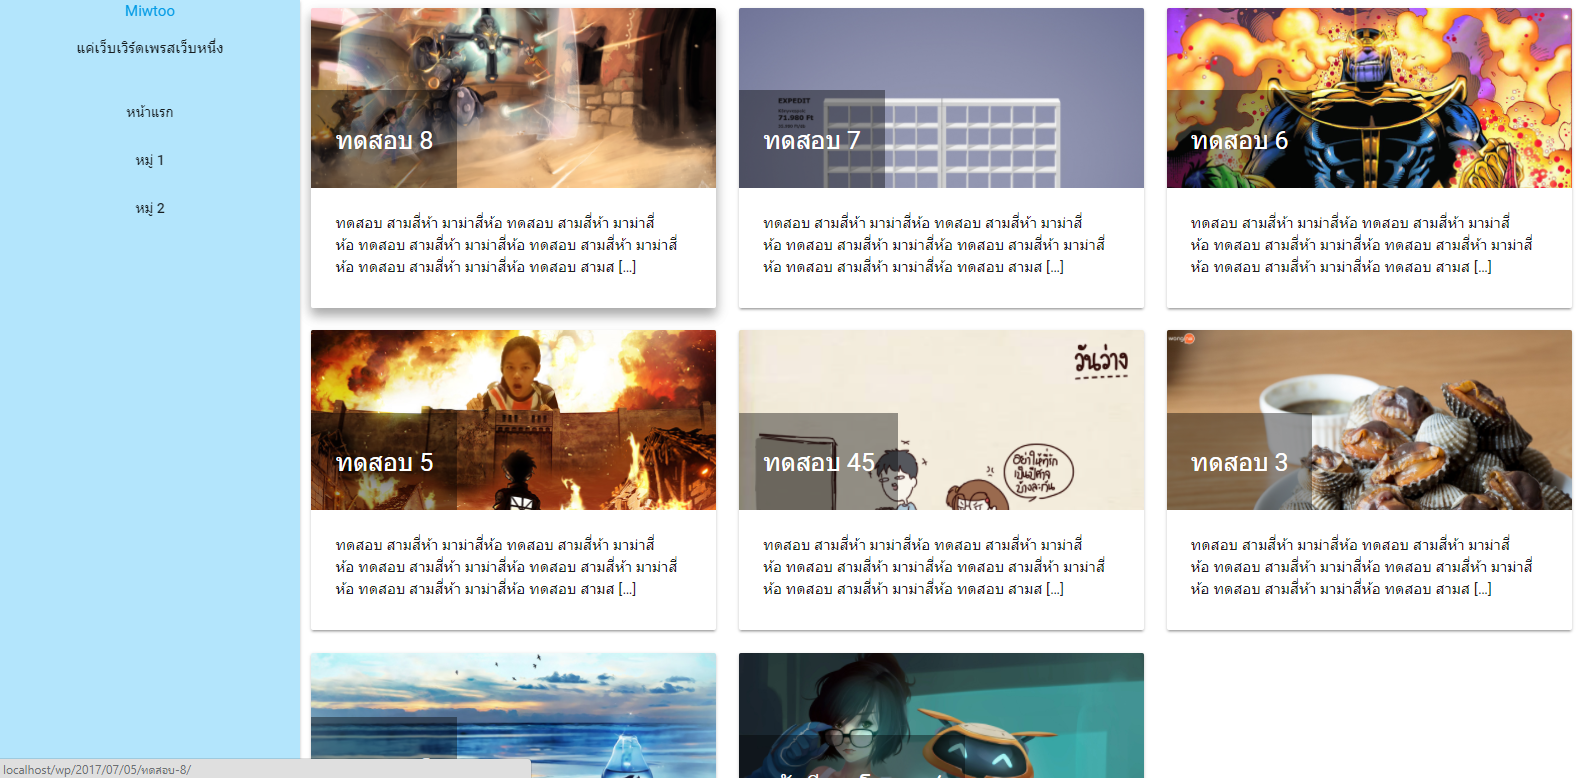 Miwtoo
แค่เว็บเวิร์ดเพรสเว็บหนึ่ง
หน้าแรก
หมู่ 1
หมู่ 2
ทดสอบ 8
ทดสอบ สามสี่ห้า มาม่าสี่ห้อ ทดสอบ สามสี่ห้า มาม่าสี่
ห้อ ทดสอบ สามสี่ห้า มาม่าสี่ห้อ ทดสอบ สามสี่ห้า มาม่าสี่
ห้อ ทดสอบ สามสี่ห้า มาม่าสี่ห้อ ทดสอบ สามส [...]
EXPEDIT
71.980 Ft
ทดสอบ 7
ทดสอบ สามสี่ห้า มาม่าสี่ห้อ ทดสอบ สามสี่ห้า มาม่าสี่
ห้อ ทดสอบ สามสี่ห้า มาม่าสี่ห้อ ทดสอบ สามสี่ห้า มาม่าสี่
ห้อ ทดสอบ สามสี่ห้า มาม่าสี่ห้อ ทดสอบ สามส [...]
ทดสอบ 6
ทดสอบ สามสี่ห้า มาม่าสี่ห้อ ทดสอบ สามสี่ห้า มาม่าสี่
ห้อ ทดสอบ สามสี่ห้า มาม่าสี่ห้อ ทดสอบ สามสี่ห้า มาม่าสี่
ห้อ ทดสอบ สามสี่ห้า มาม่าสี่ห้อ ทดสอบ สามส [...]
ทดสอบ 5
ทดสอบ สามสี่ห้า มาม่าสี่ห้อ ทดสอบ สามสี่ห้า มาม่าสี่
ห้อ ทดสอบ สามสี่ห้า มาม่าสี่ห้อ ทดสอบ สามสี่ห้า มาม่าสี่
ห้อ ทดสอบ สามสี่ห้า มาม่าสี่ห้อ ทดสอบ สามส [...]
วันว่าง
อย่าให้ที่รัก
เป็นปีศาจ
บ้างละกัน
ทดสอบ 45
ทดสอบ สามสี่ห้า มาม่าสี่ห้อ ทดสอบ สามสี่ห้า มาม่าสี่
ห้อ ทดสอบ สามสี่ห้า มาม่าสี่ห้อ ทดสอบ สามสี่ห้า มาม่าสี่
ห้อ ทดสอบ สามสี่ห้า มาม่าสี่ห้อ ทดสอบ สามส [...]
ทดสอบ 3
ทดสอบ สามสี่ห้า มาม่าสี่ห้อ ทดสอบ สามสี่ห้า มาม่าสี่
ห้อ ทดสอบ สามสี่ห้า มาม่าสี่ห้อ ทดสอบ สามสี่ห้า มาม่าสี่
ห้อ ทดสอบ สามสี่ห้า มาม่าสี่ห้อ ทดสอบ สามส [...]
localhost/wp/2017/07/05/ทดสอบ-8/